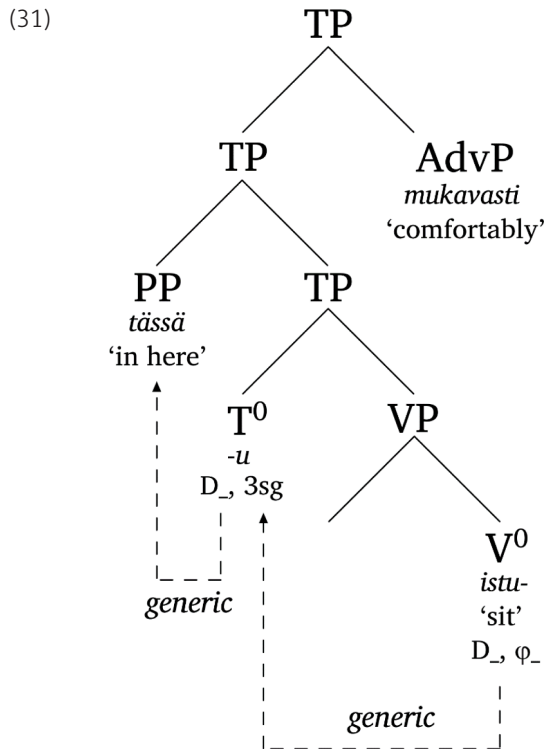 (31)
TP
TP
AdvP
mukavasti
‘comfortably’
PP
tässä
‘in here’
TP
T⁰
-u
D_, 3sg
VP
generic
V⁰
istu-
‘sit’
D_, φ_
generic